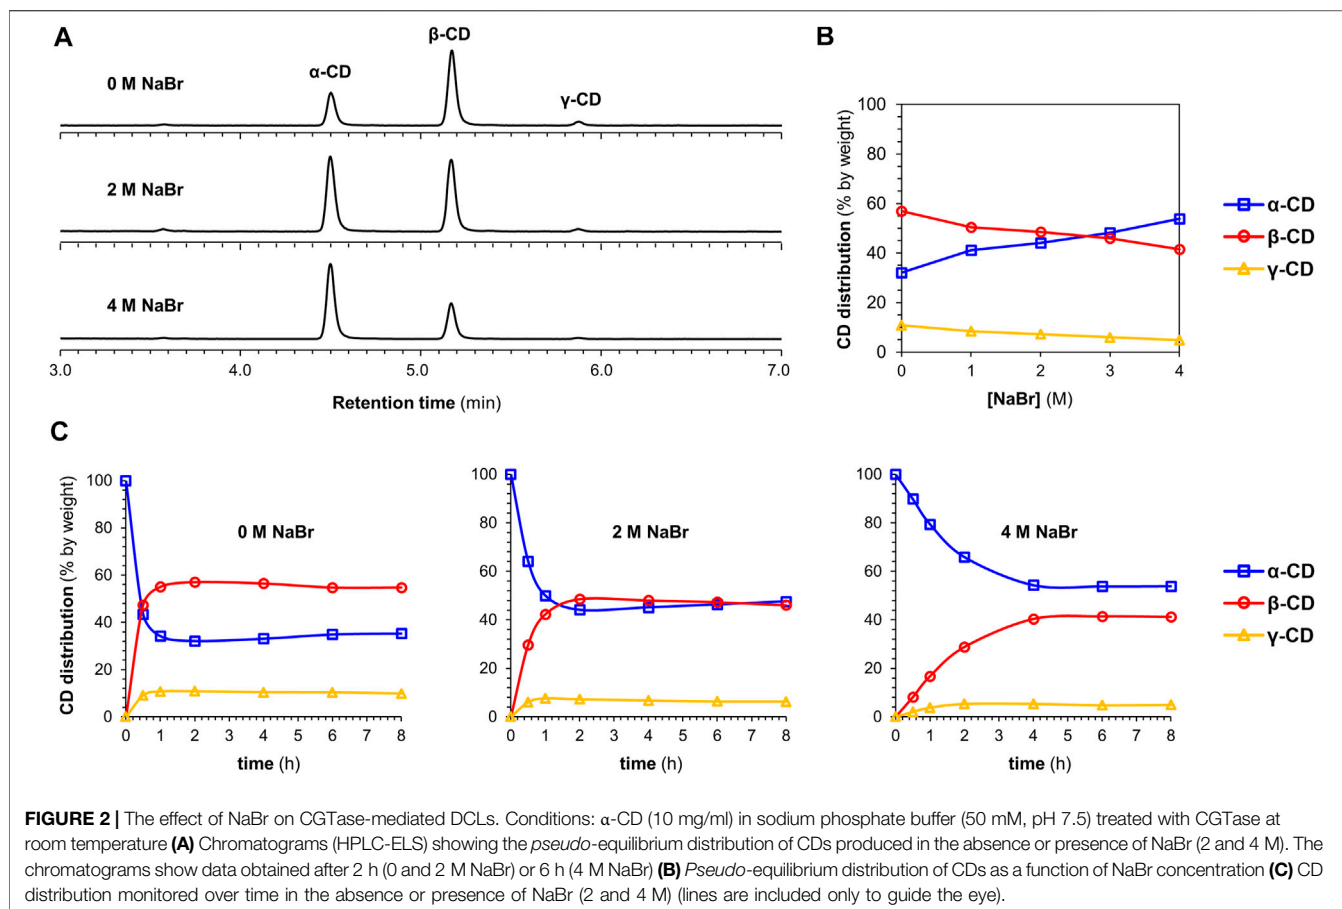 A
0 M NaBr
α-CD
β-CD
γ-CD
2 M NaBr
4 M NaBr
3.0 4.0 5.0 6.0 7.0
Retention time (min)
B
CD distribution (% by weight)
100
80
60
40
20
0
0 1 2 3 4
[NaBr] (M)
α-CD
β-CD
γ-CD
C
CD distribution (% by weight)
100
80
60
40
20
0
0 M NaBr
0 1 2 3 4 5 6 7 8
time (h)
100
80
60
40
20
0
2 M NaBr
0 1 2 3 4 5 6 7 8
time (h)
100
80
60
40
20
0
4 M NaBr
0 1 2 3 4 5 6 7 8
time (h)
α-CD
β-CD
γ-CD
FIGURE 2 | The effect of NaBr on CGTase-mediated DCLs. Conditions: α-CD (10 mg/ml) in sodium phosphate buffer (50 mM, pH 7.5) treated with CGTase at
room temperature (A) Chromatograms (HPLC-ELS) showing the pseudo-equilibrium distribution of CDs produced in the absence or presence of NaBr (2 and 4 M). The
chromatograms show data obtained after 2 h (0 and 2 M NaBr) or 6 h (4 M NaBr) (B) Pseudo-equilibrium distribution of CDs as a function of NaBr concentration (C) CD
distribution monitored over time in the absence or presence of NaBr (2 and 4 M) (lines are included only to guide the eye).